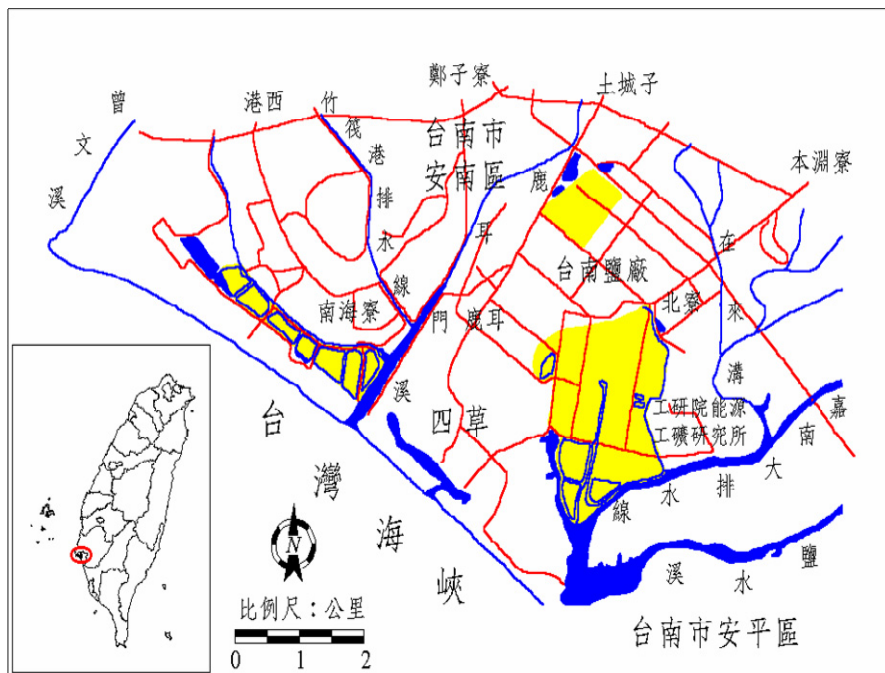 曾文溪
港西
竹筏港排水線
鄭子寮
土城子
台南市
安南區
本淵寮
鹿耳門溪
台南鹽廠
在來溝
北寮
南海寮
鹿耳
四草
工研院能源
工礦研究所
嘉南大排水線
台灣海峽
鹽水溪
台南市安平區
N
比例尺：公里
0 1 2